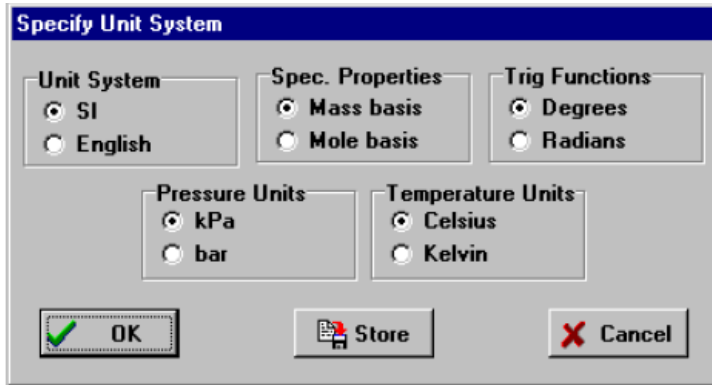 Specify Unit System
Unit System
SI
English
Spec. Properties
Mass basis
Mole basis
Trig Functions
Degrees
Radians
Pressure Units
kPa
bar
Temperature Units
Celsius
Kelvin
OK
Store
Cancel